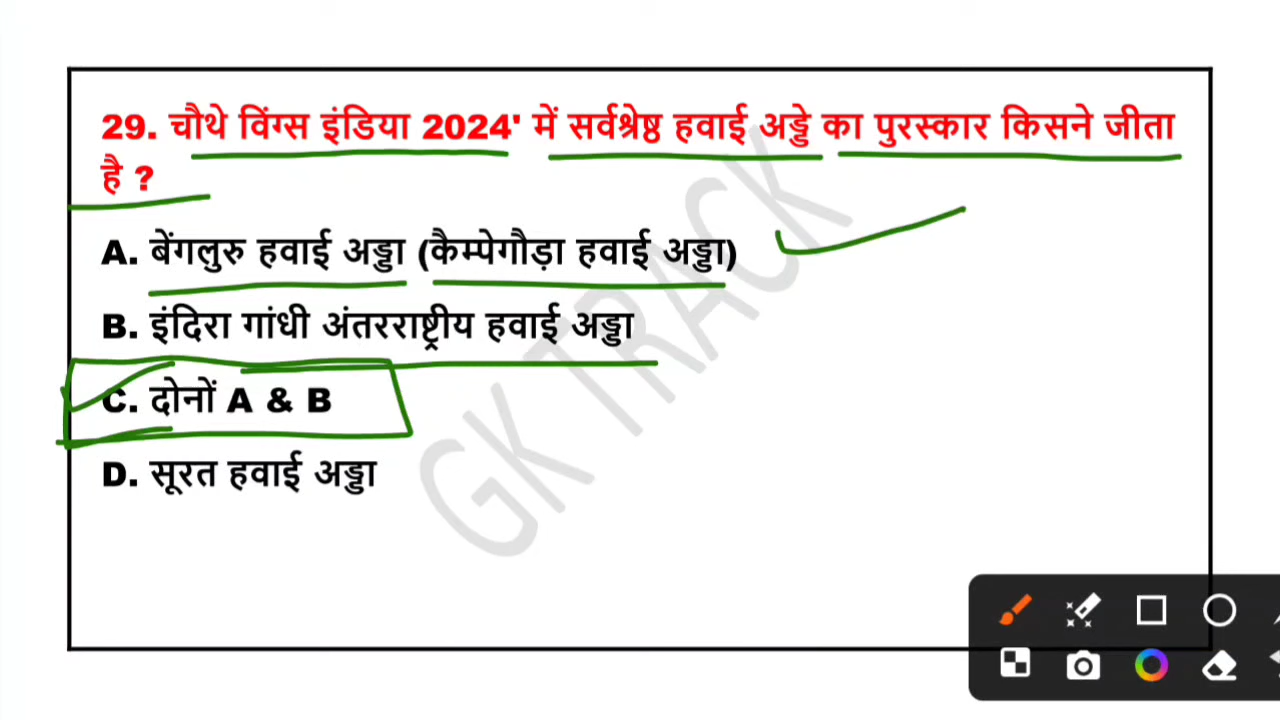 29. चौथे विंग्स इंडिया 2024' में सर्वश्रेष्ठ हवाई अड्डे का पुरस्कार किसने जीता
है ?
A. बेंगलुरु हवाई अड्डा (कैम्पेगौड़ा हवाई अड्डा)
B. इंदिरा गांधी अंतरराष्ट्रीय हवाई अड्डा
C. दोनों A & B
D. सूरत हवाई अड्डा
GK TRACK